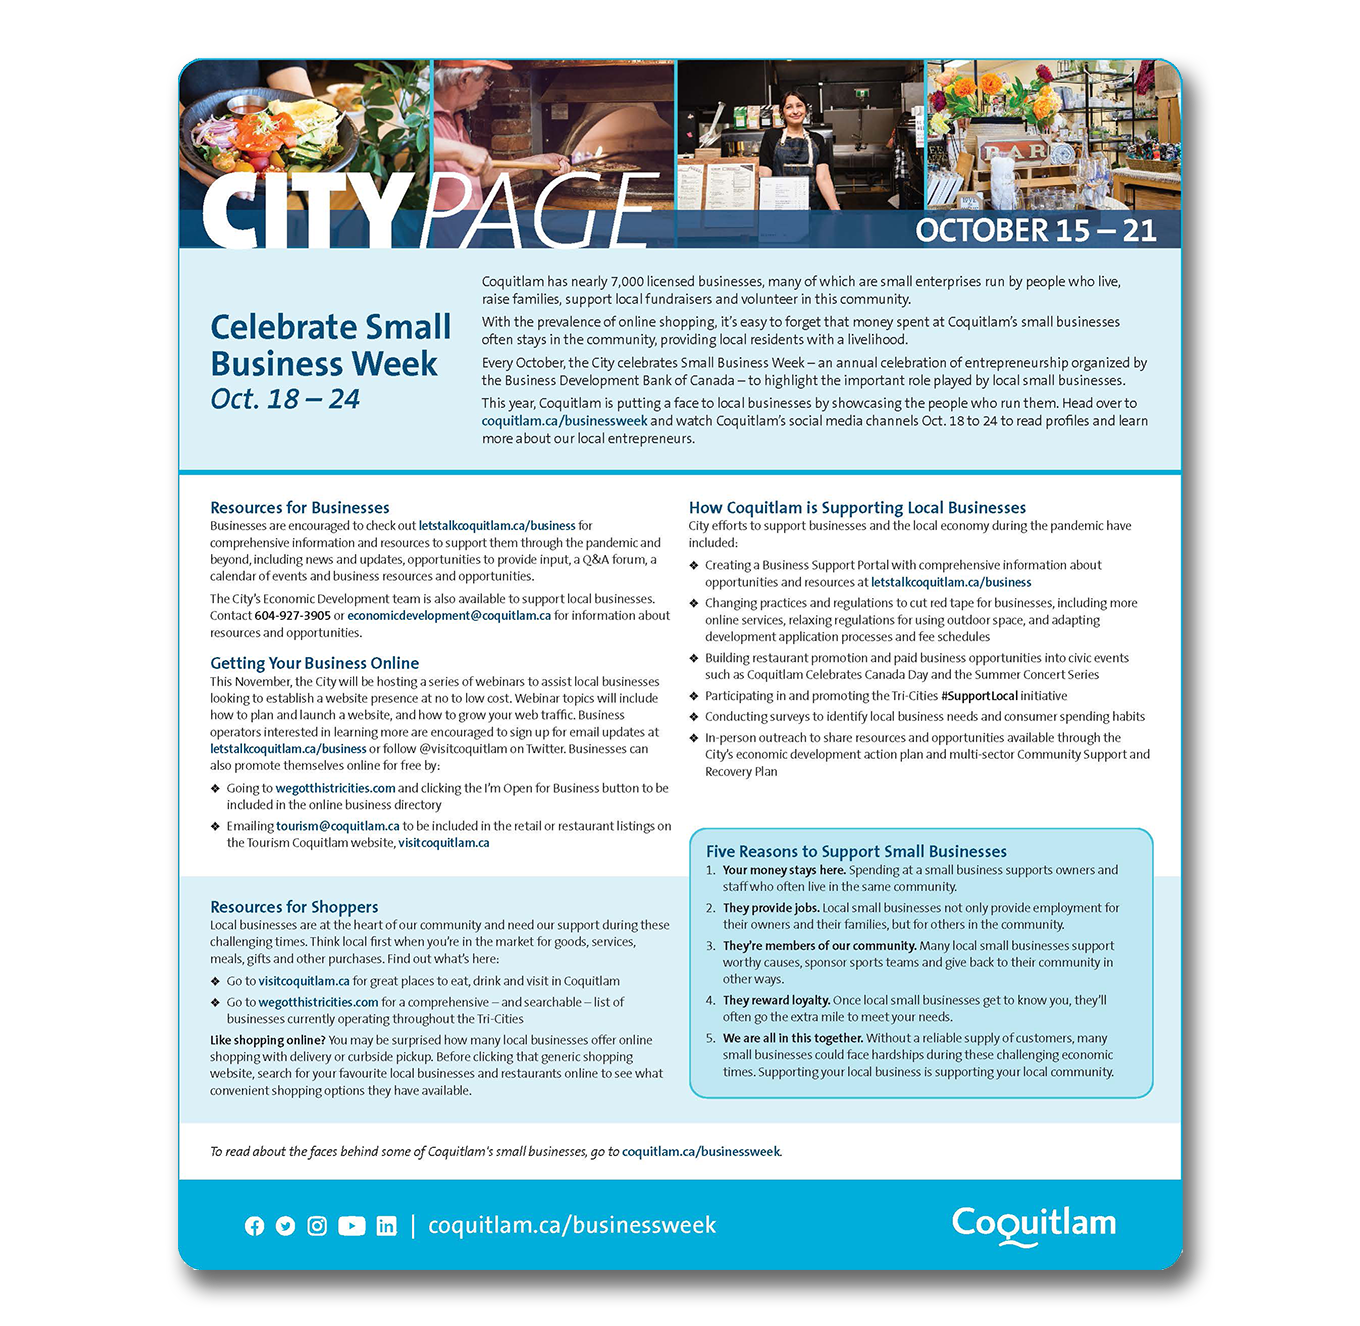 BAR
CITYPAGE
OCTOBER 15 – 21
Celebrate Small
Business Week
Oct. 18 – 24
Coquitlam has nearly 7,000 licensed businesses, many of which are small enterprises run by people who live,
raise families, support local fundraisers and volunteer in this community.
With the prevalence of online shopping, it's easy to forget that money spent at Coquitlam's small businesses
often stays in the community, providing local residents with a livelihood.
Every October, the City celebrates Small Business Week – an annual celebration of entrepreneurship organized by
the Business Development Bank of Canada – to highlight the important role played by local small businesses.
This year, Coquitlam is putting a face to local businesses by showcasing the people who run them. Head over to
coquitlam.ca/businessweek and watch Coquitlam's social media channels Oct. 18 to 24 to read profiles and learn
more about our local entrepreneurs.
Resources for Businesses
Businesses are encouraged to check out letstalkcoquitlam.ca/business for
comprehensive information and resources to support them through the pandemic and
beyond, including news and updates, opportunities to provide input, a Q&A forum, a
calendar of events and business resources and opportunities.
The City's Economic Development team is also available to support local businesses.
Contact 604-927-3905 or economicdevelopment@coquitlam.ca for information about
resources and opportunities.
Getting Your Business Online
This November, the City will be hosting a series of webinars to assist local businesses
looking to establish a website presence at no to low cost. Webinar topics will include
how to plan and launch a website, and how to grow your web traffic. Business
operators interested in learning more are encouraged to sign up for email updates at
letstalkcoquitlam.ca/business or follow @visitcoquitlam on Twitter. Businesses can
also promote themselves online for free by:
❖ Going to wegotthistricities.com and clicking the I'm Open for Business button to be
included in the online business directory
❖ Emailing tourism@coquitlam.ca to be included in the retail or restaurant listings on
the Tourism Coquitlam website, visitcoquitlam.ca
Resources for Shoppers
Local businesses are at the heart of our community and need our support during these
challenging times. Think local first when you're in the market for goods, services,
meals, gifts and other purchases. Find out what's here:
❖ Go to visitcoquitlam.ca for great places to eat, drink and visit in Coquitlam
❖ Go to wegotthistricities.com for a comprehensive – and searchable – list of
businesses currently operating throughout the Tri-Cities
Like shopping online? You may be surprised how many local businesses offer online
shopping with delivery or curbside pickup. Before clicking that generic shopping
website, search for your favourite local businesses and restaurants online to see what
convenient shopping options they have available.
How Coquitlam is Supporting Local Businesses
City efforts to support businesses and the local economy during the pandemic have
included:
❖ Creating a Business Support Portal with comprehensive information about
opportunities and resources at letstalkcoquitlam.ca/business
❖ Changing practices and regulations to cut red tape for businesses, including more
online services, relaxing regulations for using outdoor space, and adapting
development application processes and fee schedules
❖ Building restaurant promotion and paid business opportunities into civic events
such as Coquitlam Celebrates Canada Day and the Summer Concert Series
❖ Participating in and promoting the Tri-Cities #SupportLocal initiative
❖ Conducting surveys to identify local business needs and consumer spending habits
❖ In-person outreach to share resources and opportunities available through the
City's economic development action plan and multi-sector Community Support and
Recovery Plan
Five Reasons to Support Small Businesses
1. Your money stays here. Spending at a small business supports owners and
staff who often live in the same community.
2. They provide jobs. Local small businesses not only provide employment for
their owners and their families, but for others in the community.
3. They're members of our community. Many local small businesses support
worthy causes, sponsor sports teams and give back to their community in
other ways.
4. They reward loyalty. Once local small businesses get to know you, they'll
often go the extra mile to meet your needs.
5. We are all in this together. Without a reliable supply of customers, many
small businesses could face hardships during these challenging economic
times. Supporting your local business is supporting your local community.
To read about the faces behind some of Coquitlam's small businesses, go to coquitlam.ca/businessweek.
| coquitlam.ca/businessweek
Coquitlam